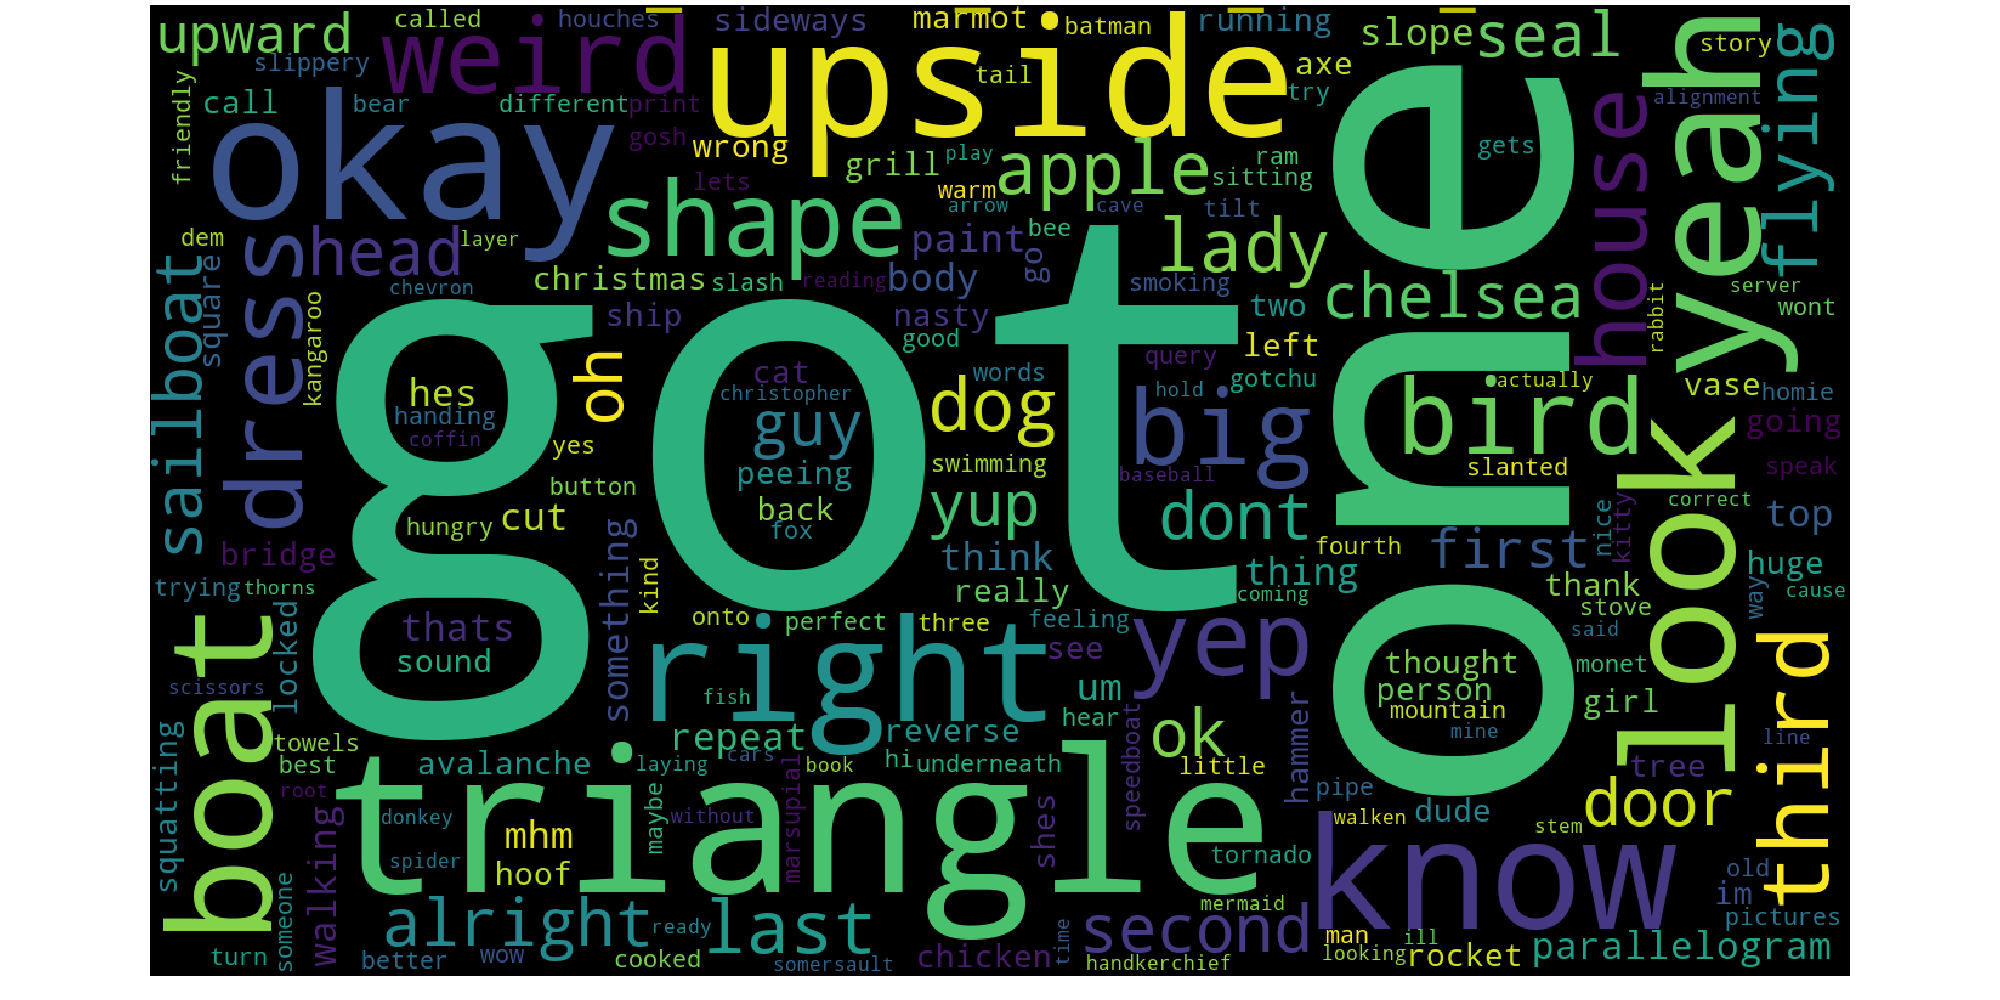 called
houches
sideways
marmot
batman
running
upward
weird
upside
slope
seal
story
slippery
tail
axe
friendly
call
bear
different
print
try
alignment
flying
yeah
house
okay
gosh
wrong
grill
play
apple
ram
sitting
gets
one
lets
warm
arrow
cave
tilt
shape
dem
head
layer
paint
bee
lady
dress
sailboat
square
chevron
christmas
slash
reading
body
go
smoking
chelsea
two
server
wont
rabbit
kangaroo
got
ship
nasty
good
left
query
oh
hes
cat
christopher
words
hold
gotchu
actually
vase
homie
handing
guy
dog
big
bird
going
coffin
yes
peeing
swimming
baseball
slanted
speak
look
button
back
yup
dont
correct
top
hungry
cut
fox
bridge
something
think
thing
fourth
first
nice
kitty
huge
trying
thorns
kind
really
coming
thank
way
cause
boat
locked
thats
onto
perfect
three
feeling
yep
stove
said
third
sound
right
see
thought
monet
person
scissors
fish
um
hear
mountain
girl
mine
line
squatting
towels
repeat
reverse
ok
hammer
best
avalanche
laying
cars
book
hi
underneath
little
speedboat
tree
root
triangle
pipe
door
donkey
maybe
without
marsupial
shes
dude
walken
stem
walking
mhm
spider
hoof
tornado
know
old
im
someone
alright
ready
last
mermaid
second
time
pictures
turn
better
wow
cooked
somersault
chicken
handkerchief
man
ill
looking
rocket
parallelogram